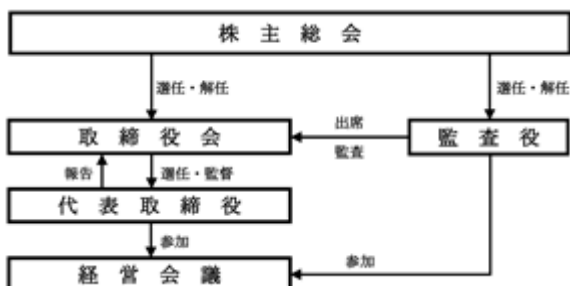 株主総会
選任・解任
選任・解任
取締役会
出席
監査
監査役
報告
選任・監督
代表取締役
参加
経営会議
参加